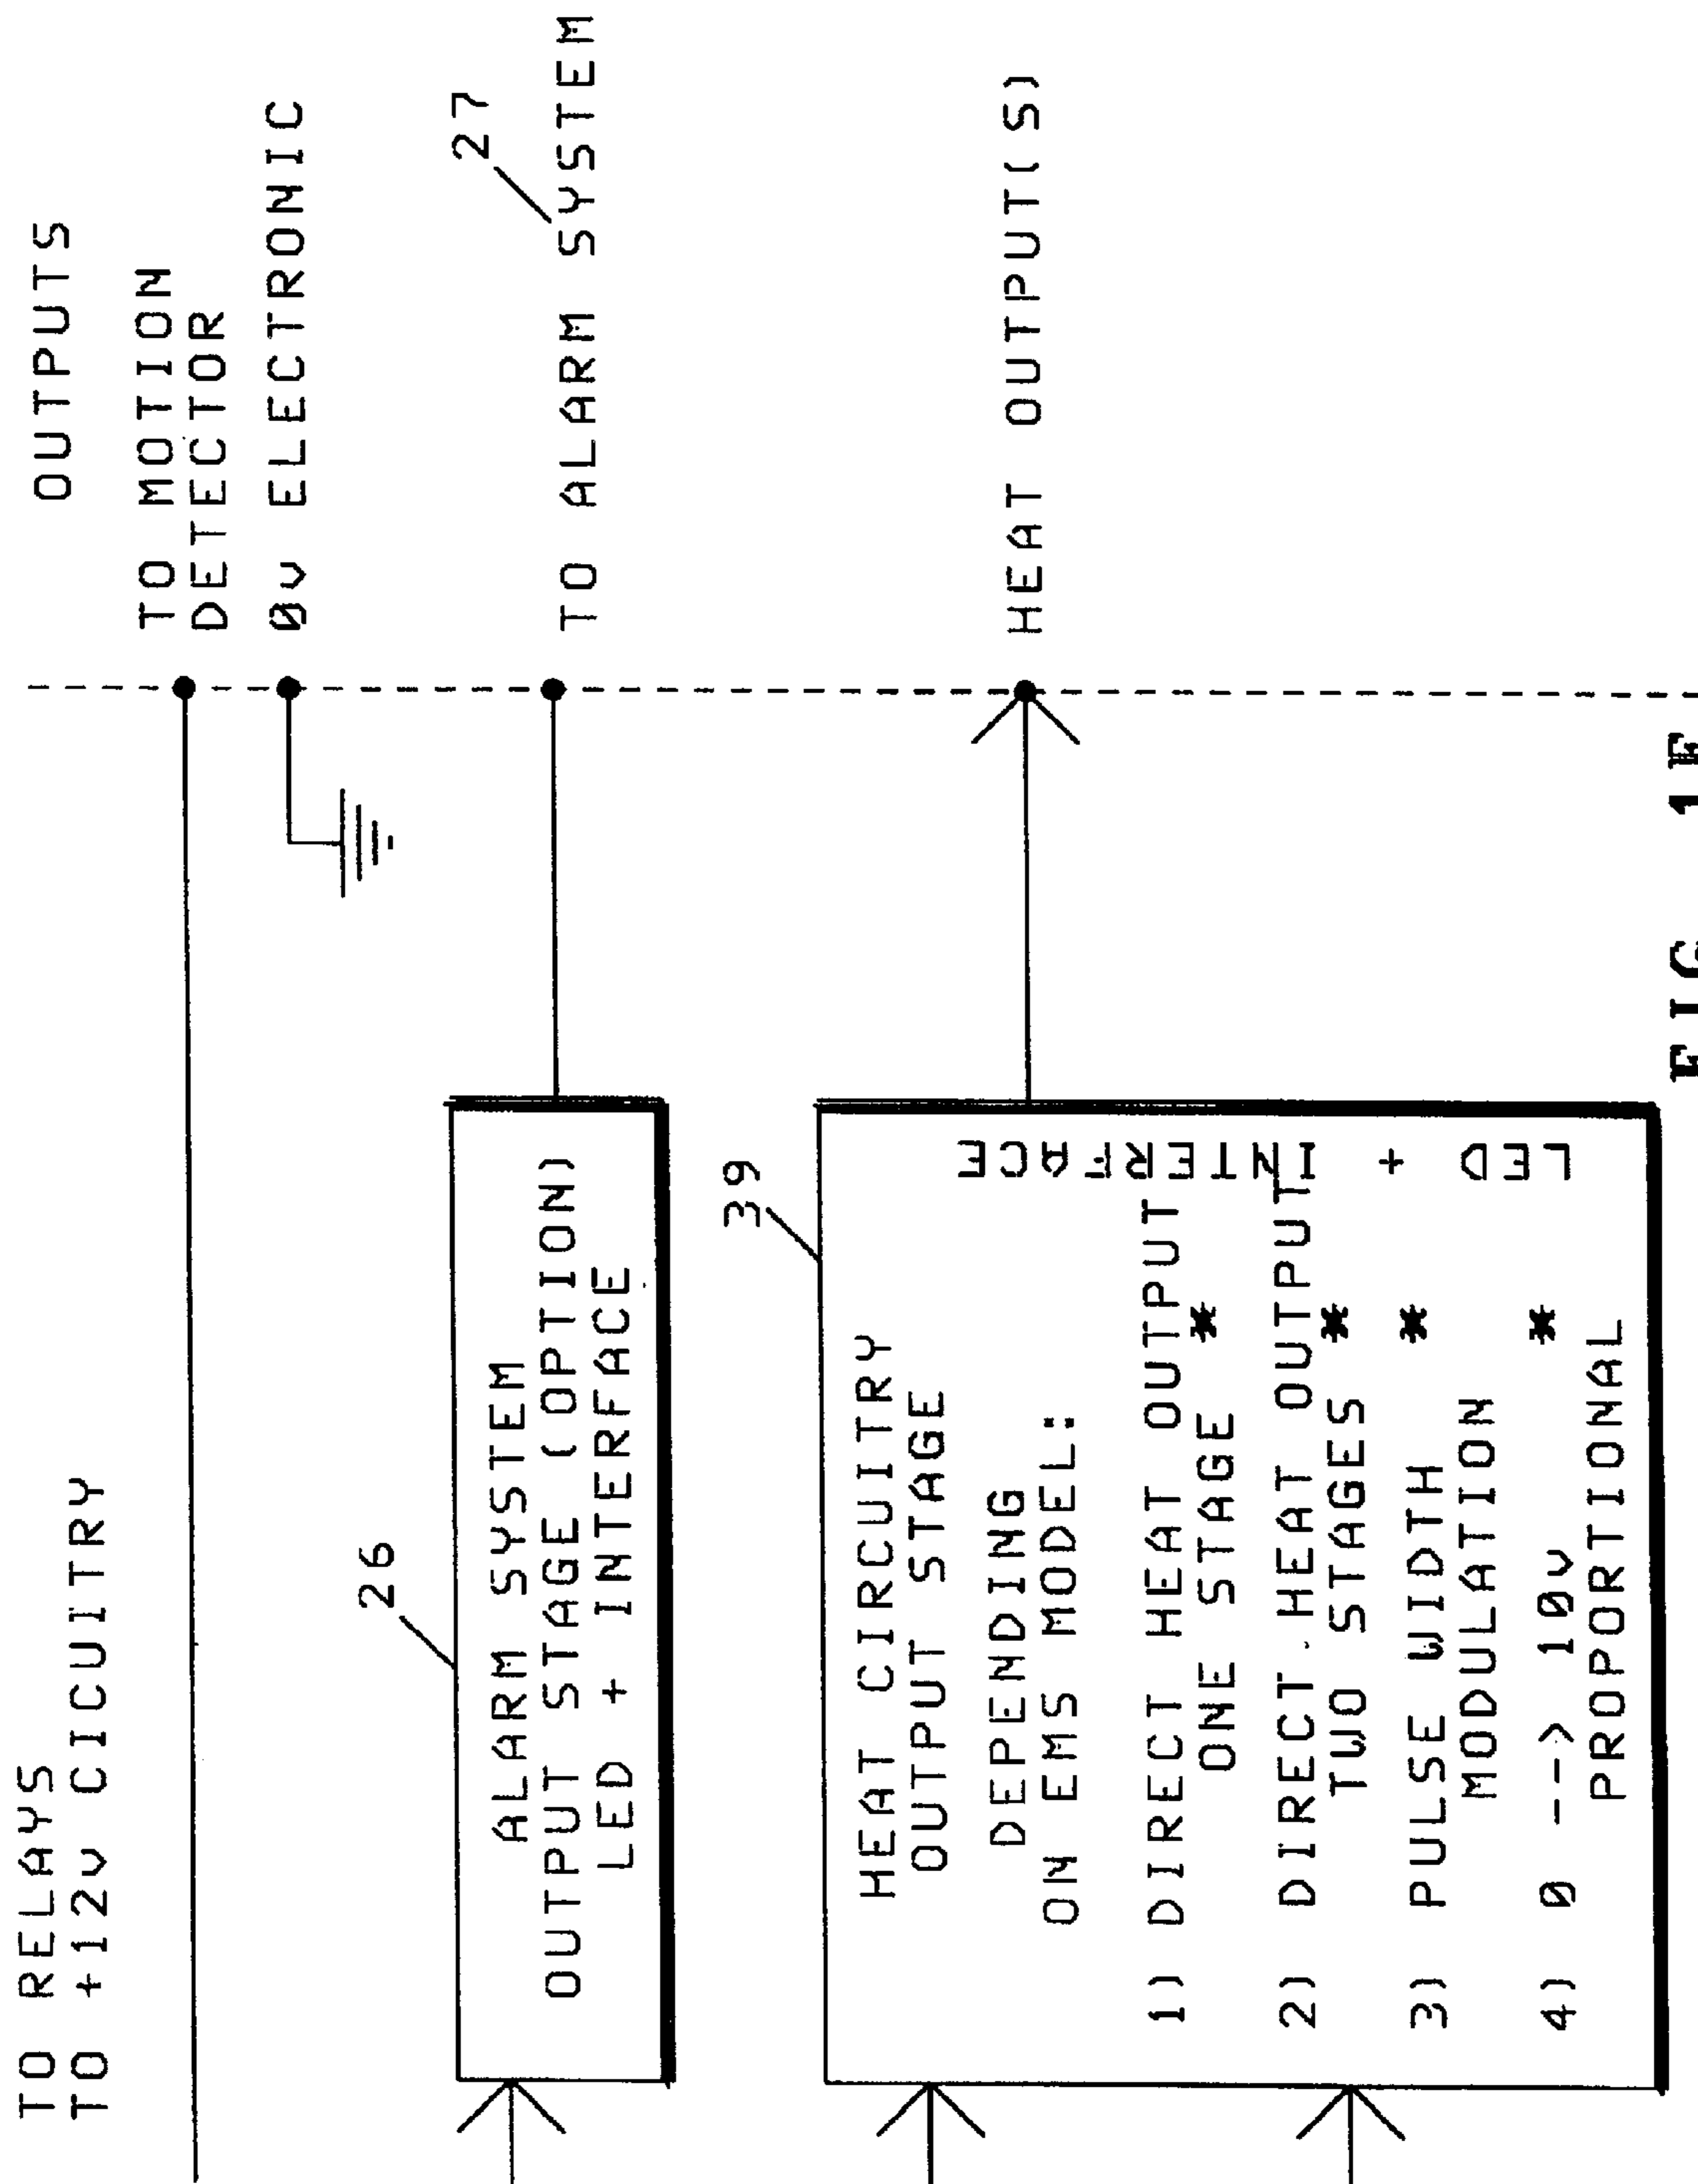 OUTPUTS
TO RELAYS
TO +12v CICUITRY
TO MOTION
DETECTOR
0v ELECTRONIC
26
ALARM SYSTEM
OUTPUT STAGE (OPTION)
LED + INTERFACE
27
TO ALARM SYSTEM
39
HEAT CIRCUITRY
OUTPUT STAGE
DEPENDING
ON EMS MODEL:
1) DIRECT HEAT OUTPUT
ONE STAGE *
2) DIRECT HEAT OUTPUT
TWO STAGES *
3) PULSE WIDTH *
MODULATION
4) 0 --> 10v *
PROPORTIONAL
LED + INTERFACE
HEAT OUTPUT(S)